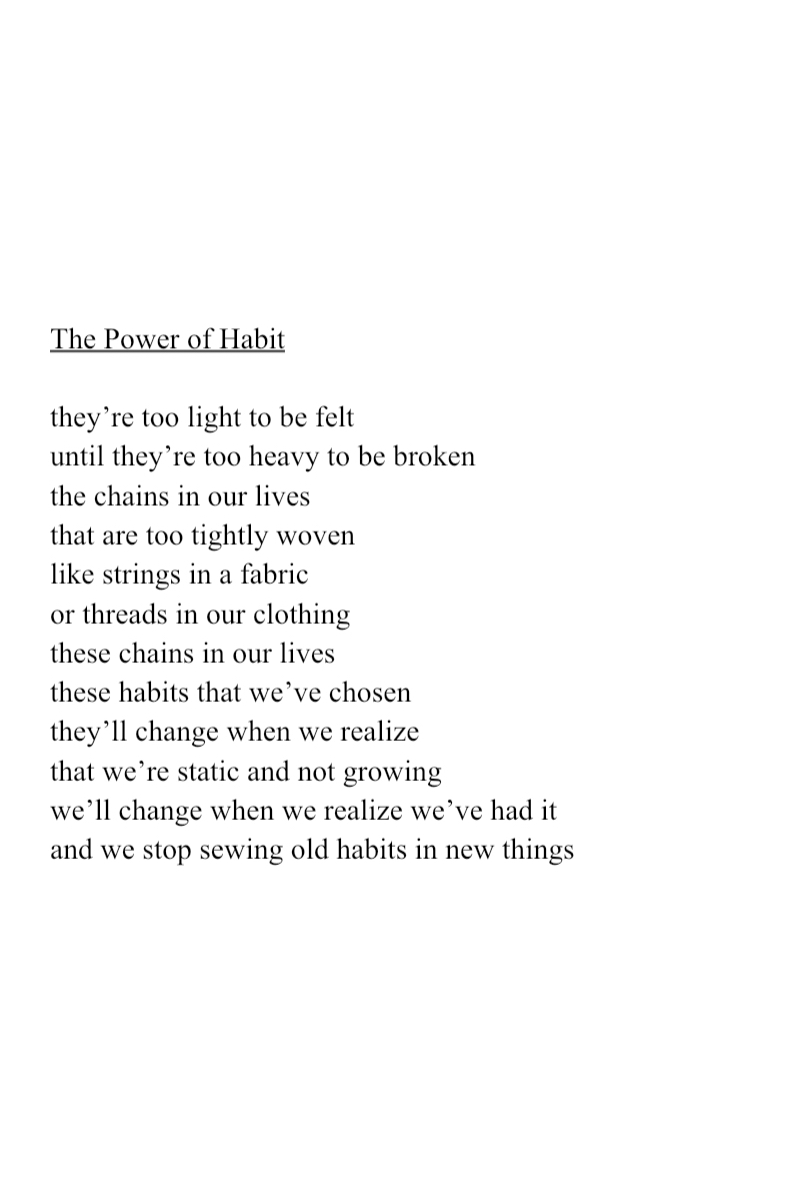 The Power of Habit
they’re too light to be felt
until they’re too heavy to be broken
the chains in our lives
that are too tightly woven
like strings in a fabric
or threads in our clothing
these chains in our lives
these habits that we’ve chosen
they’ll change when we realize
that we’re static and not growing
we’ll change when we realize we’ve had it
and we stop sewing old habits in new things